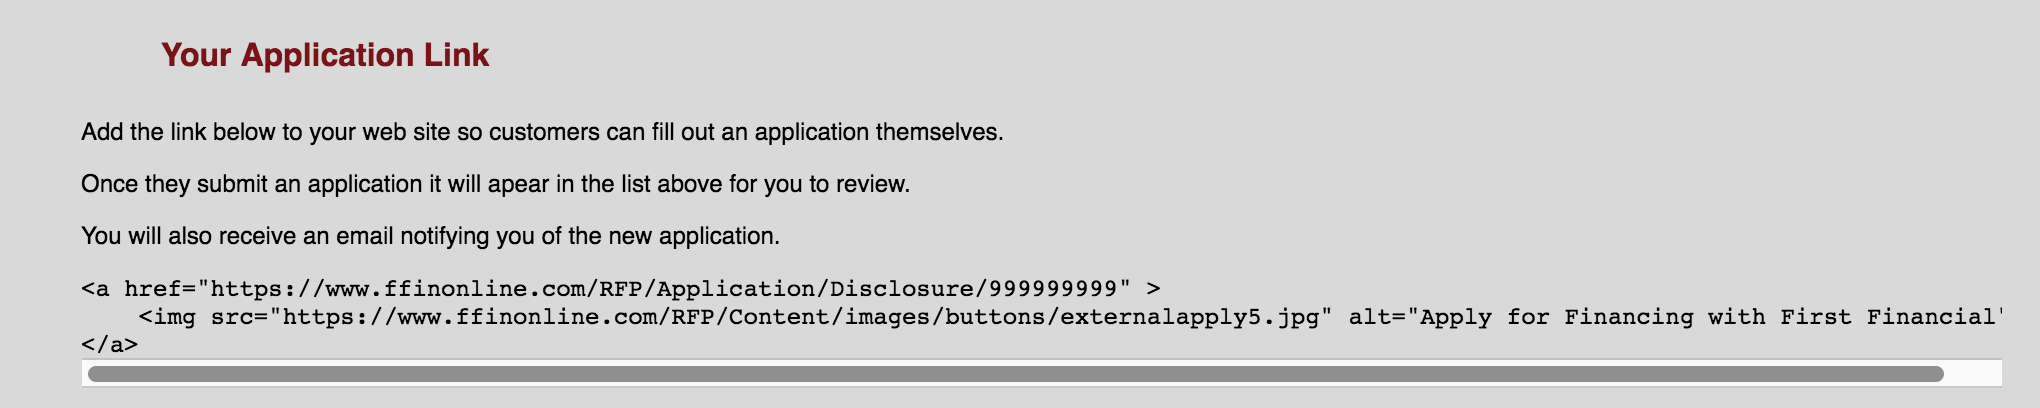 Your Application Link
Add the link below to your web site so customers can fill out an application themselves.
Once they submit an application it will apear in the list above for you to review.
You will also receive an email notifying you of the new application.
<a href="https://www.ffinonline.com/RFP/Application/Disclosure/999999999" >
    <img src="https://www.ffinonline.com/RFP/Content/images/buttons/externalapply5.jpg" alt="Apply for Financing with First Financial"
</a>